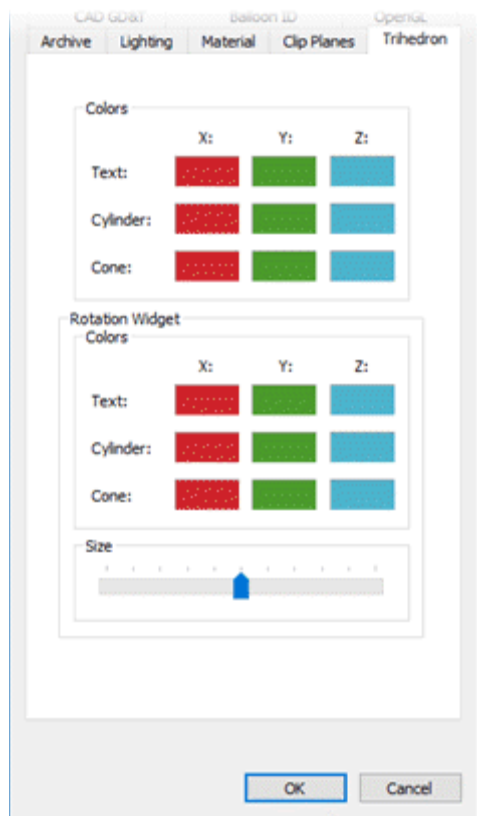 CAD GD&T Balloon ID OpenGL
Archive Lighting Material Clip Planes Trihedron
Colors
X: Y: Z:
Text:
Cylinder:
Cone:
Rotation Widget
Colors
X: Y: Z:
Text:
Cylinder:
Cone:
Size
OK Cancel